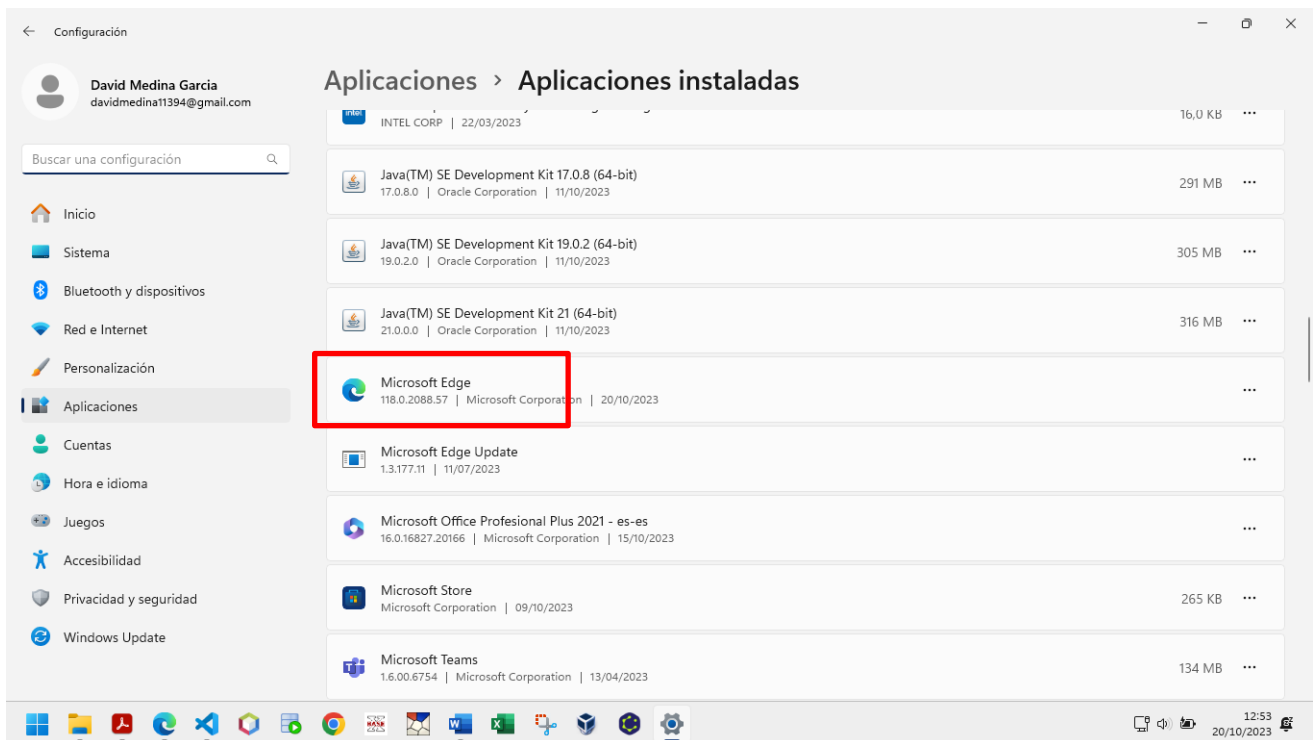 Configuración
David Medina Garcia
davidmedina11394@gmail.com
Buscar una configuración
Inicio
Sistema
Bluetooth y dispositivos
Red e Internet
Personalización
Aplicaciones
Cuentas
Hora e idioma
Juegos
Accesibilidad
Privacidad y seguridad
Windows Update
Aplicaciones > Aplicaciones instaladas
intel
INTEL CORP | 22/03/2023
16,0 KB
Java(TM) SE Development Kit 17.0.8 (64-bit)
17.0.8.0 | Oracle Corporation | 11/10/2023
291 MB
Java(TM) SE Development Kit 19.0.2 (64-bit)
19.0.2.0 | Oracle Corporation | 11/10/2023
305 MB
Java(TM) SE Development Kit 21 (64-bit)
21.0.0.0 | Oracle Corporation | 11/10/2023
316 MB
Microsoft Edge
118.0.2088.57 | Microsoft Corporation | 20/10/2023
Microsoft Edge Update
1.3.177.11 | 11/07/2023
Microsoft Office Profesional Plus 2021 - es-es
16.0.16827.20166 | Microsoft Corporation | 15/10/2023
Microsoft Store
Microsoft Corporation | 09/10/2023
265 KB
Microsoft Teams
1.6.00.6754 | Microsoft Corporation | 13/04/2023
134 MB
12:53
20/10/2023